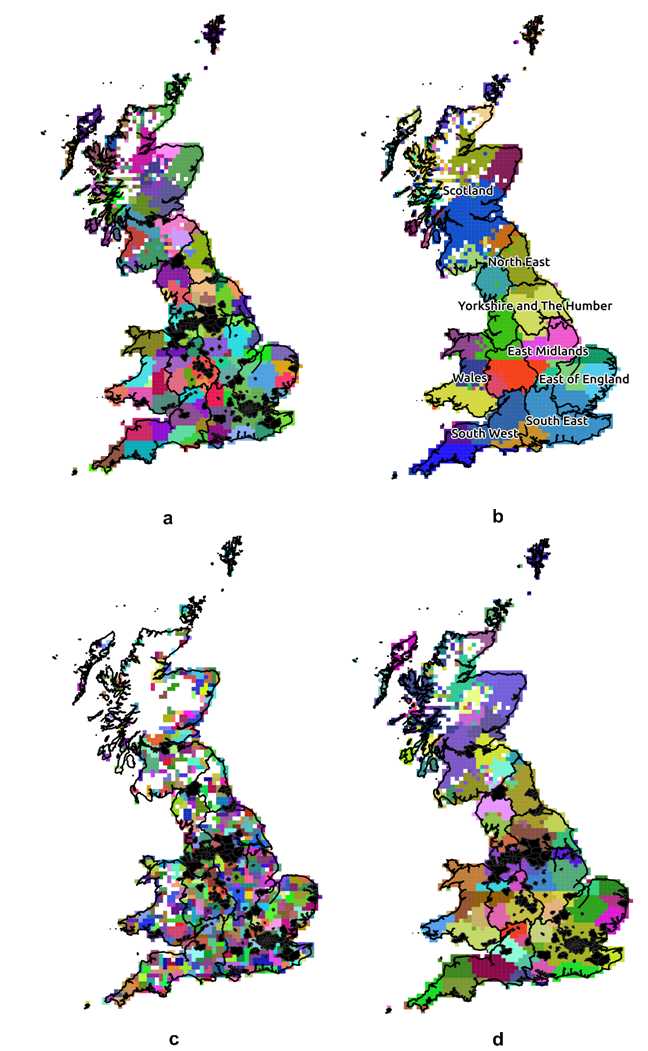 Scotland
North East
Yorkshire and The Humber
East Midlands
Wales
East of England
South East
South West
a
b
c
d